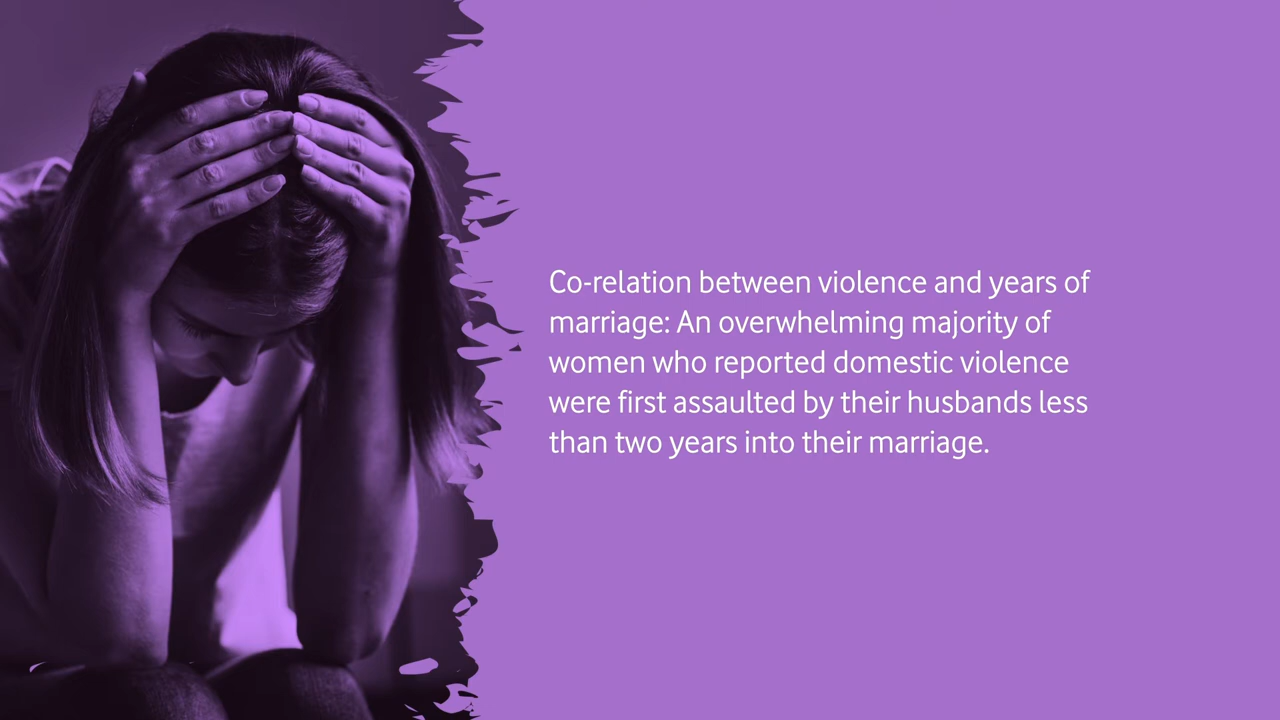 Co-relation between violence and years of
marriage: An overwhelming majority of
women who reported domestic violence
were first assaulted by their husbands less
than two years into their marriage.